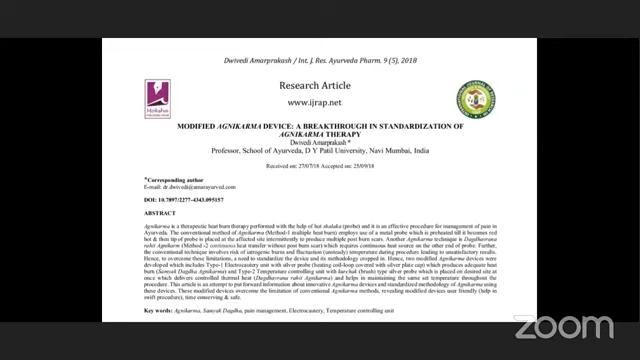 Dwivedi Amarprakash / Int. J. Res. Ayurveda Pharm. 9 (5), 2018
Research Article
www.ijrap.net
Moksha
MODIFIED AGNIKARMA DEVICE: A BREAKTHROUGH IN STANDARDIZATION OF
AGNIKARMA THERAPY
Dwivedi Amarprakash *
Professor, School of Ayurveda, D Y Patil University, Navi Mumbai, India
Received on: 27/07/18 Accepted on: 25/09/18
*Corresponding author
E-mail: dr.dwivedi@amarayurved.com
DOI: 10.7897/2277-4343.095157
ABSTRACT
Agnikarma is a therapeutic heat burn therapy performed with the help of hot shalaka (probe) and it is an effective procedure for management of pain in
Ayurveda. The conventional method of Agnikarma (Method-1 multiple heat burn) employs use of a metal probe which is preheated till it becomes red
hot & then tip of probe is placed at the affected site intermittently to produce multiple post burn scars. Another Agnikarma technique is Dagdhavrana
rahit Agnikarm (Method -2 continuous heat transfer without post burn scar) which requires continuous heat source on the other end of probe. Further,
the conventional technique involves risk of iatrogenic burns and fluctuation (unsteady) temperature during procedure leading to unsatisfactory results.
Hence, to overcome these limitations, a need to standardize the device and its methodology cropped in. Hence, two modified Agnikarma devices were
developed which includes Typo-1 Electrocautery unit with silver probe (heating coil-loop covered with silver plate cap) which produces adequate heat
burn (Samyak Dagdha Agnikarma) and Typo-2 Temperature controlling unit with kurchak (brush) type silver probe which is placed on desired site at
once which delivers controlled thermal heat (Dagdhavrana rahit Agnikarma) and helps in maintaining the same set temperature throughout the
procedure. This article is an attempt to put forward information about innovative Agnikarma Devices and standardized methodology of Agnikarma using
these devices. These modified devices overcome the limitation of conventional Agnikarma methods, revealing modified devices user friendly (help in
swift procedure), time conserving & safe.
Key words: Agnikarma, Samyak Dagdha, pain management, Electrocautery, Temperature controlling unit
zoom